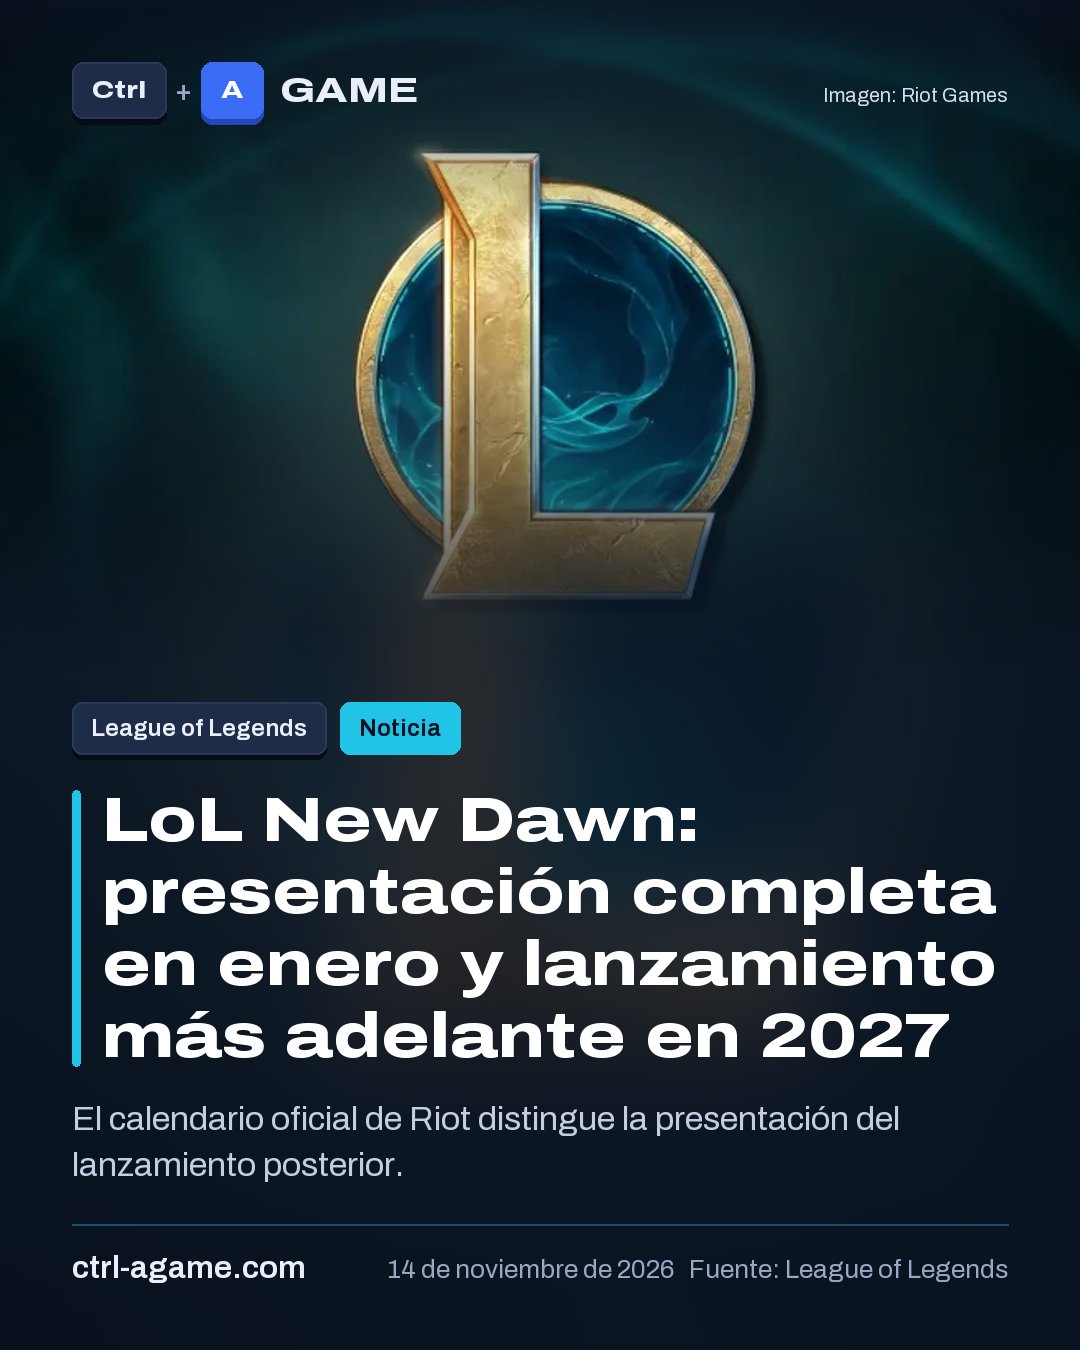 Ctrl + A GAME
Imagen: Riot Games
League of Legends
Noticia
LoL New Dawn:
presentación completa
en enero y lanzamiento
más adelante en 2027
El calendario oficial de Riot distingue la presentación del
lanzamiento posterior.
ctrl-agame.com
14 de noviembre de 2026 Fuente: League of Legends